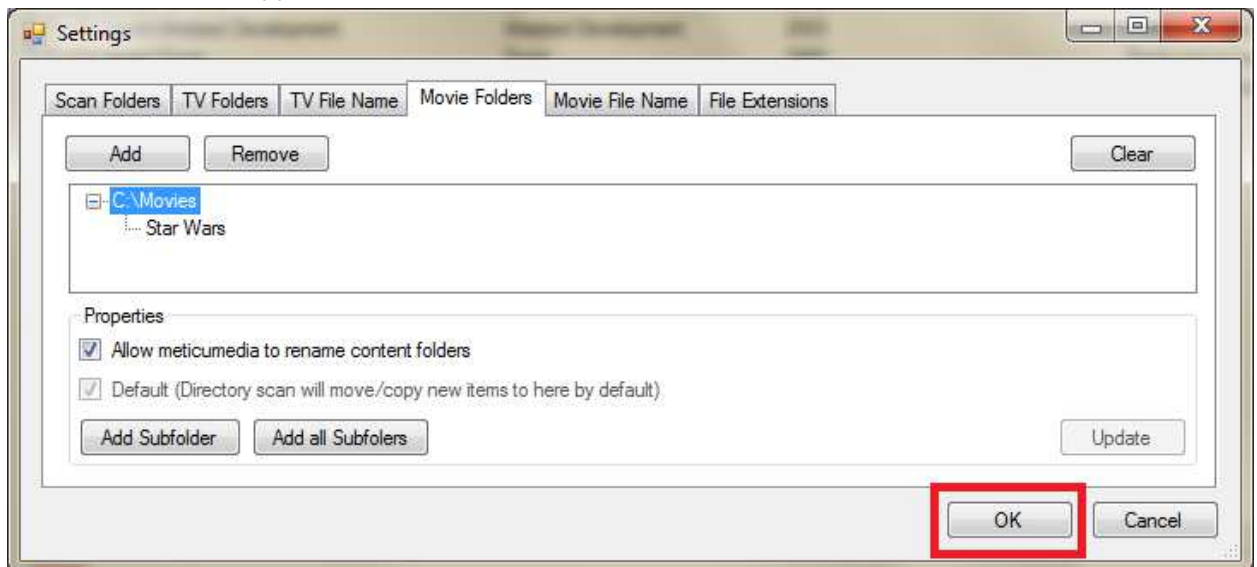 Settings
Scan Folders TV Folders TV File Name Movie Folders Movie File Name File Extensions
Add Remove Clear
C:\Movies
Star Wars
Properties
Allow meticumedia to rename content folders
Default (Directory scan will move/copy new items to here by default)
Add Subfolder Add all Subfolers Update
OK Cancel